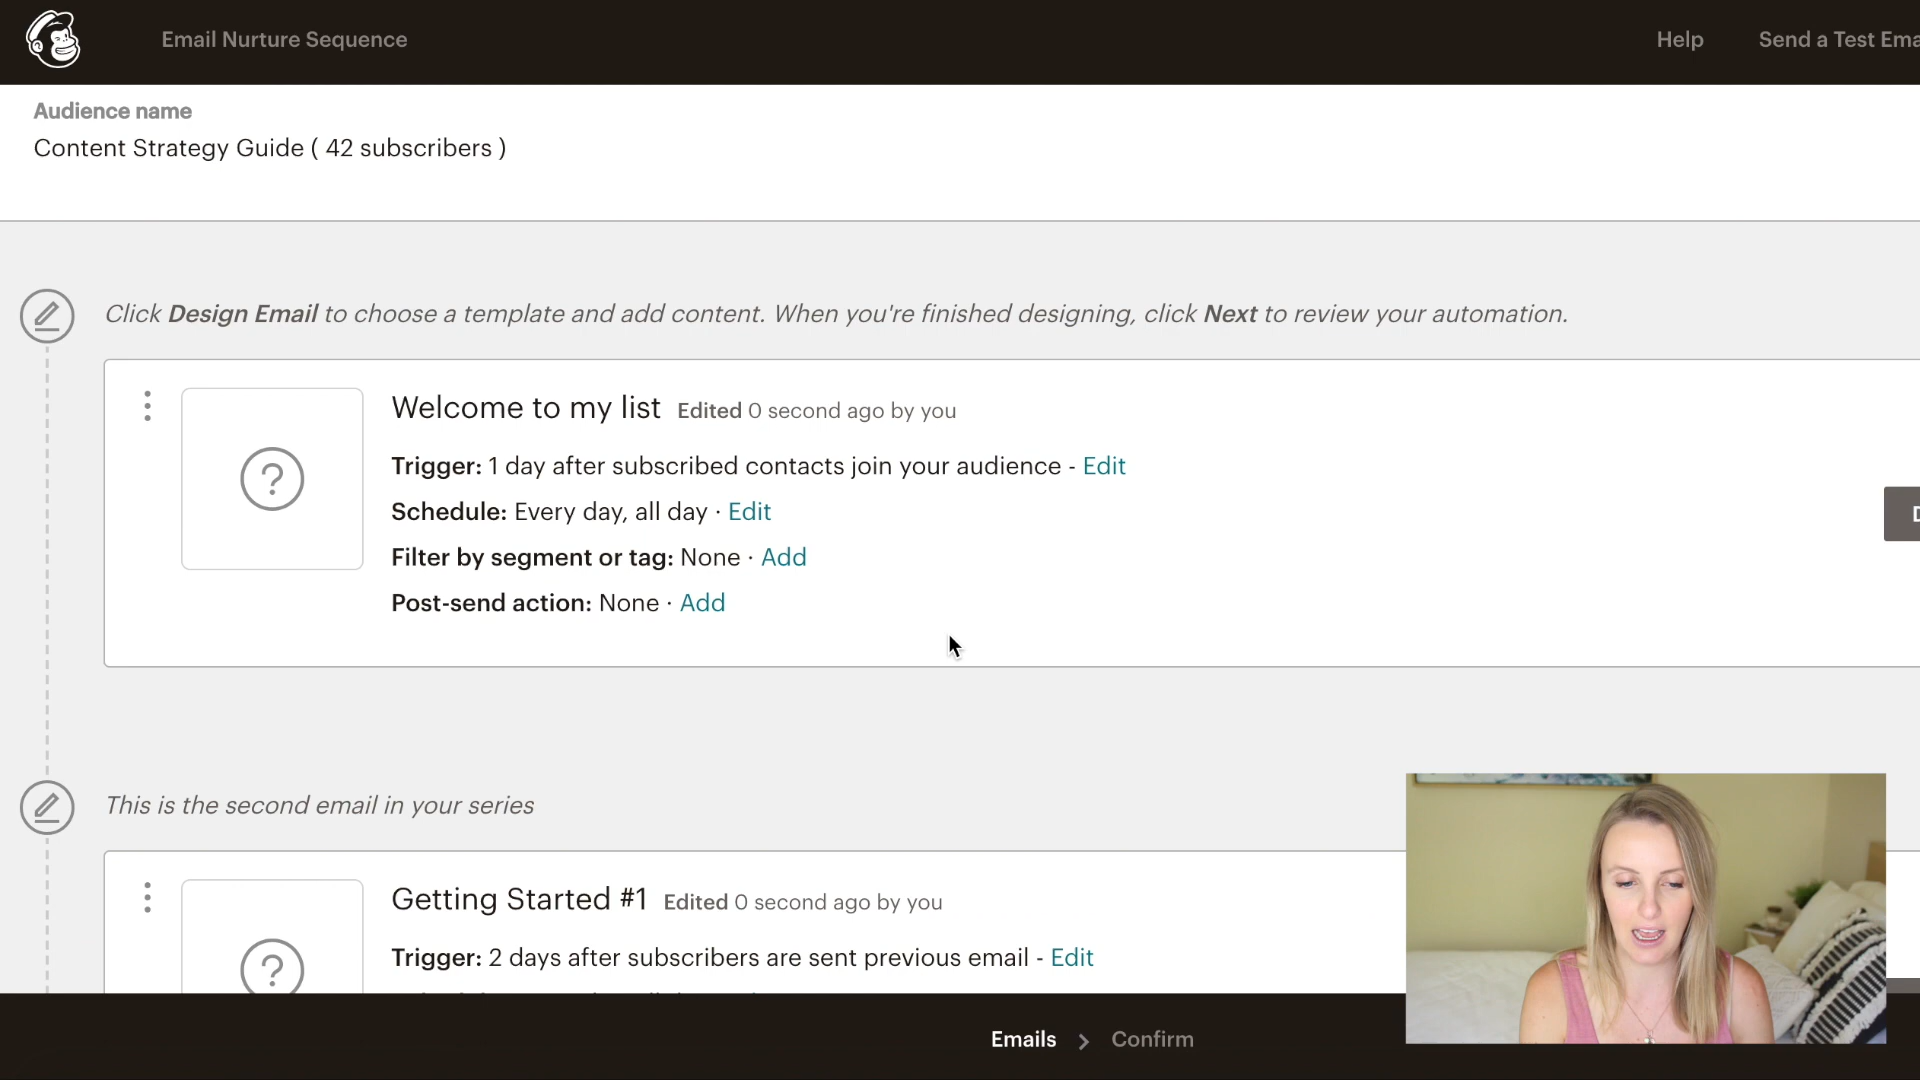 Email Nurture Sequence
Help
Send a Test Ema
Audience name
Content Strategy Guide ( 42 subscribers )
Click Design Email to choose a template and add content. When you're finished designing, click Next to review your automation.
Welcome to my list Edited 0 second ago by you
Trigger: 1 day after subscribed contacts join your audience - Edit
Schedule: Every day, all day · Edit
Filter by segment or tag: None · Add
Post-send action: None · Add
This is the second email in your series
Getting Started #1 Edited 0 second ago by you
Trigger: 2 days after subscribers are sent previous email - Edit
Emails > Confirm